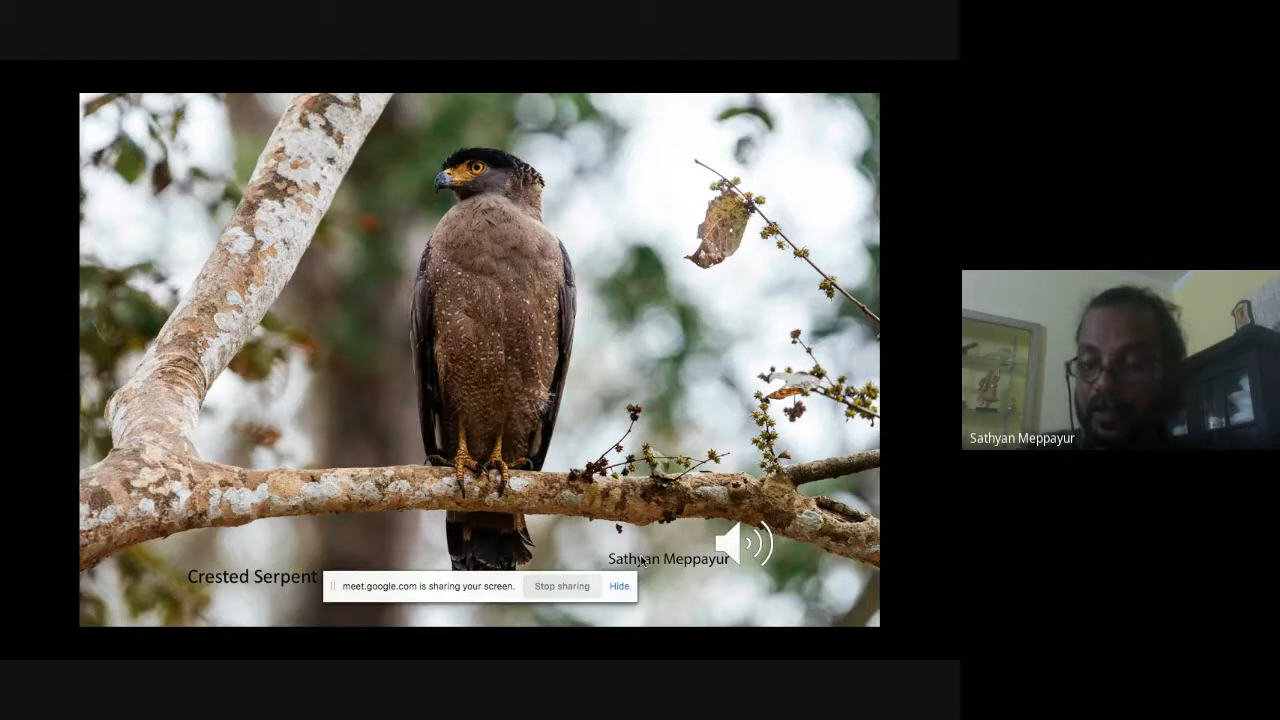 Sathyan Meppayur
Crested Serpent
meet.google.com is sharing your screen. Stop sharing Hide
Sathyan Meppayur